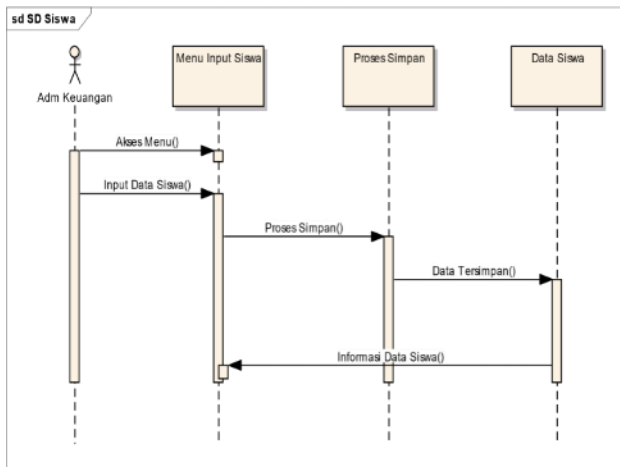 sd SD Siswa
Adm Keuangan
Menu Input Siswa
Proses Simpan
Data Siswa
Akses Menu()
Input Data Siswa()
Proses Simpan()
Data Tersimpan()
Informasi Data Siswa()